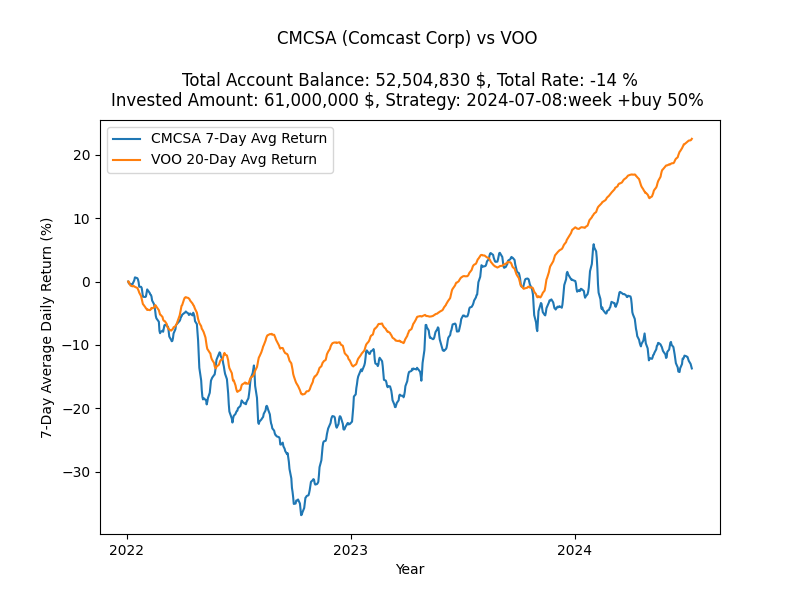 CMCSA (Comcast Corp) vs VOO
Total Account Balance: 52,504,830 $, Total Rate: -14 %
Invested Amount: 61,000,000 $, Strategy: 2024-07-08:week +buy 50%
CMCSA 7-Day Avg Return
VOO 20-Day Avg Return
7-Day Average Daily Return (%)
20
10
0
−10
−20
−30
2022
2023
2024
Year